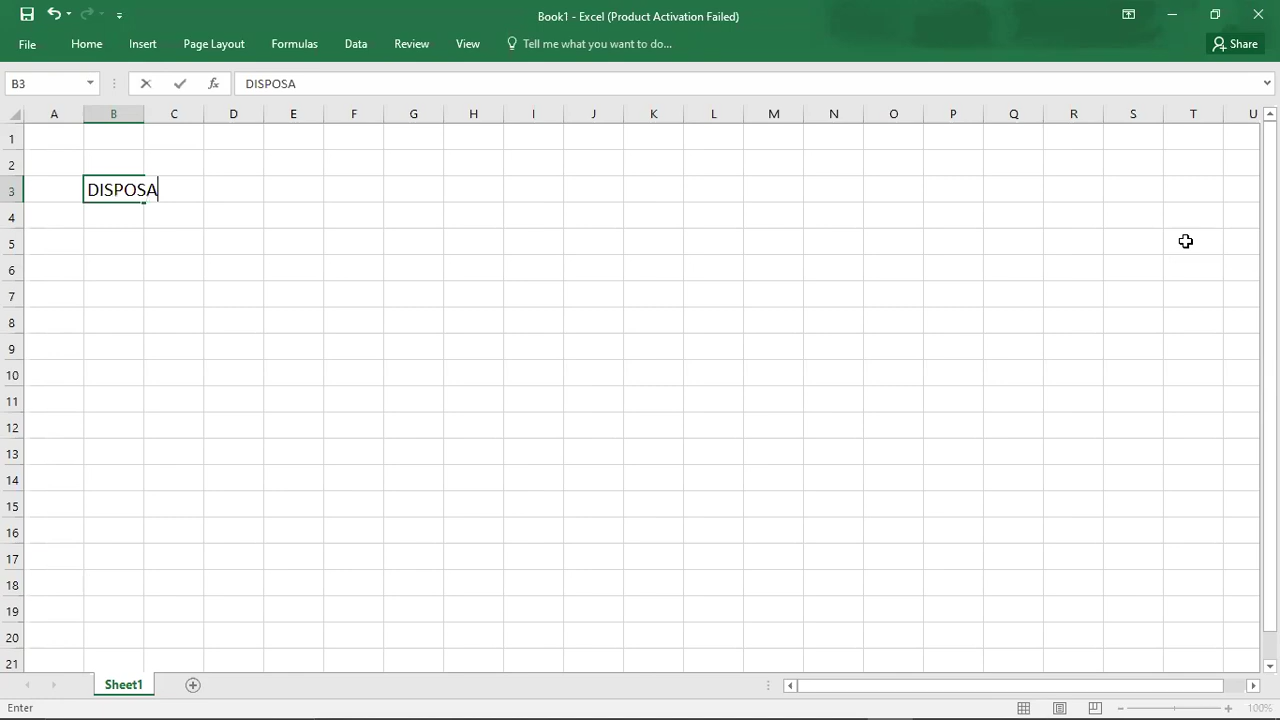 Book1 - Excel (Product Activation Failed)
File Home Insert Page Layout Formulas Data Review View Tell me what you want to do... Share
B3 fx DISPOSA
A B C D E F G H I J K L M N O P Q R S T U
1
2
3 DISPOSA
4
5
6
7
8
9
10
11
12
13
14
15
16
17
18
19
20
21
Sheet1
Enter 100%